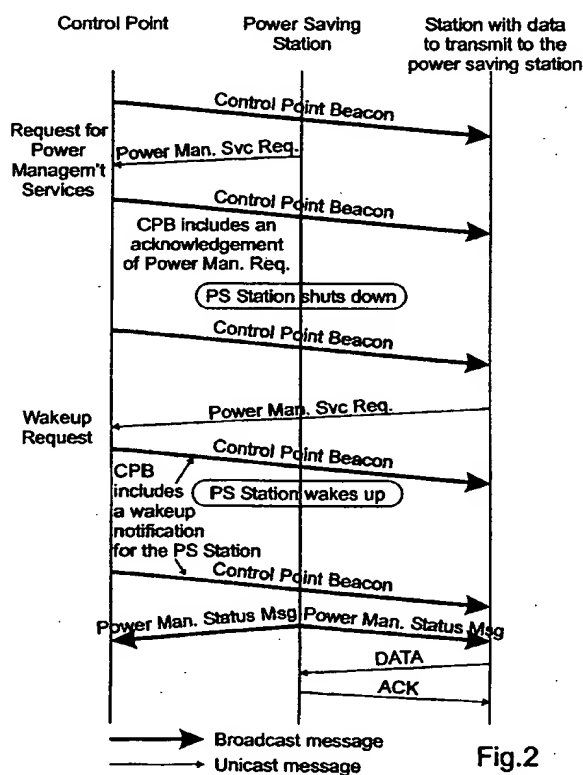 Control Point
Power Saving
Station
Station with data
to transmit to the
power saving station
Control Point Beacon
Request for
Power
Managem't
Services
Power Man. Svc Req.
Control Point Beacon
CPB includes an
acknowledgement
of Power Man. Req.
PS Station shuts down
Control Point Beacon
Power Man. Svc Req.
Wakeup
Request
Control Point Beacon
CPB
includes
a wakeup
notification
for the PS Station
PS Station wakes up
Control Point Beacon
Power Man. Status Msg
Power Man. Status Msg
DATA
ACK
Broadcast message
Unicast message
Fig.2